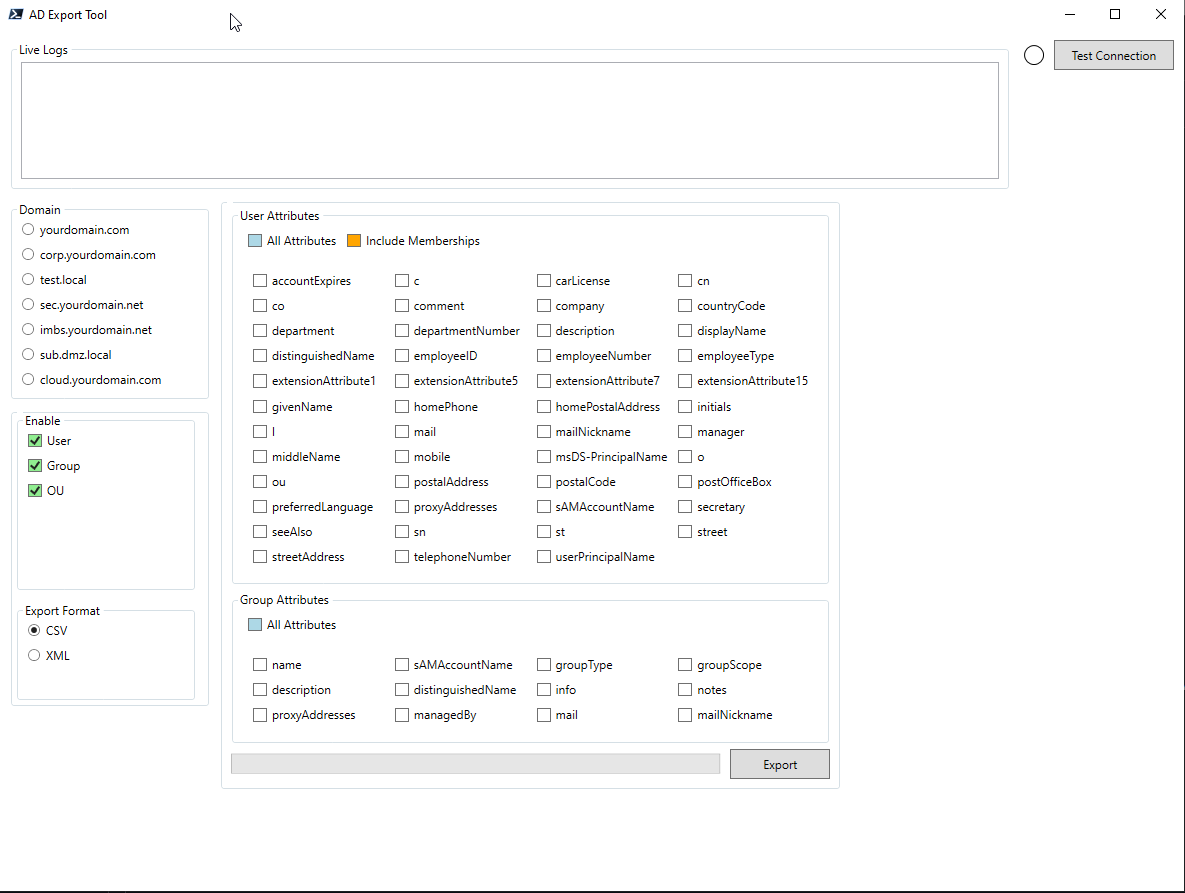 AD Export Tool
Live Logs
Test Connection
Domain
yourdomain.com
corp.yourdomain.com
test.local
sec.yourdomain.net
imbs.yourdomain.net
sub.dmz.local
cloud.yourdomain.com
Enable
User
Group
OU
Export Format
CSV
XML
User Attributes
All Attributes Include Memberships
accountExpires c carLicense cn
co comment company countryCode
department departmentNumber description displayName
distinguishedName employeeID employeeNumber employeeType
extensionAttribute1 extensionAttribute5 extensionAttribute7 extensionAttribute15
givenName homePhone homePostalAddress initials
l mail mailNickname manager
middleName mobile msDS-PrincipalName o
ou postalAddress postalCode postOfficeBox
preferredLanguage proxyAddresses sAMAccountName secretary
seeAlso sn st street
streetAddress telephoneNumber userPrincipalName
Group Attributes
All Attributes
name sAMAccountName groupType groupScope
description distinguishedName info notes
proxyAddresses managedBy mail mailNickname
Export